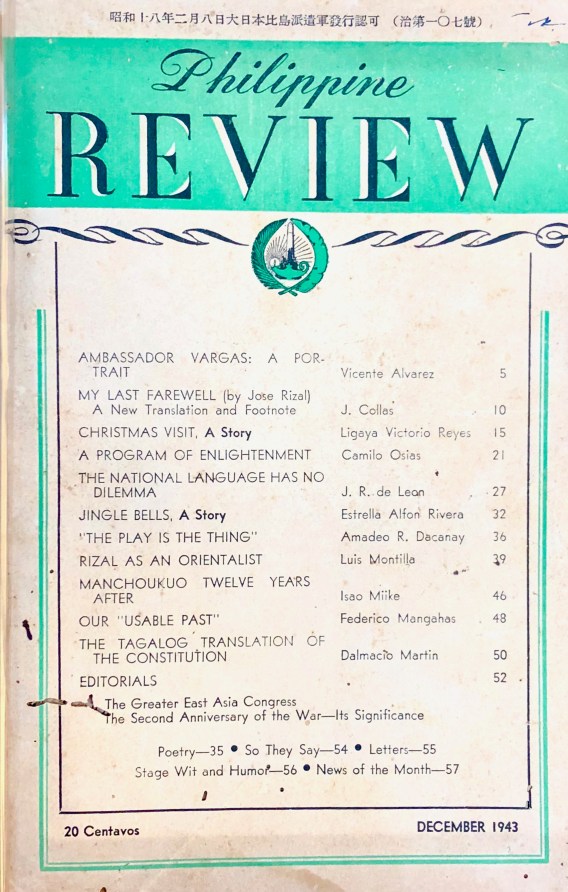 昭和十八年二月八日大日本比島派遣軍發行認可 (治第一〇七號)
Philippine
REVIEW
AMBASSADOR VARGAS: A POR-
TRAIT Vicente Alvarez 5
MY LAST FAREWELL (by Jose Rizal)
A New Translation and Footnote J. Collas 10
CHRISTMAS VISIT, A Story Ligaya Victorio Reyes 15
A PROGRAM OF ENLIGHTENMENT Camilo Osias 21
THE NATIONAL LANGUAGE HAS NO
DILEMMA J. R. de Leon 27
JINGLE BELLS, A Story Estrella Alfon Rivera 32
"THE PLAY IS THE THING" Amadeo R. Dacanay 36
RIZAL AS AN ORIENTALIST Luis Montilla 39
MANCHOUKUO TWELVE YEARS
AFTER Isao Miike 46
OUR "USABLE PAST" Federico Mangahas 48
THE TAGALOG TRANSLATION OF
THE CONSTITUTION Dalmacio Martin 50
EDITORIALS 52
The Greater East Asia Congress
The Second Anniversary of the War—Its Significance
Poetry—35 ● So They Say—54 ● Letters—55
Stage Wit and Humor—56 ● News of the Month—57
20 Centavos DECEMBER 1943